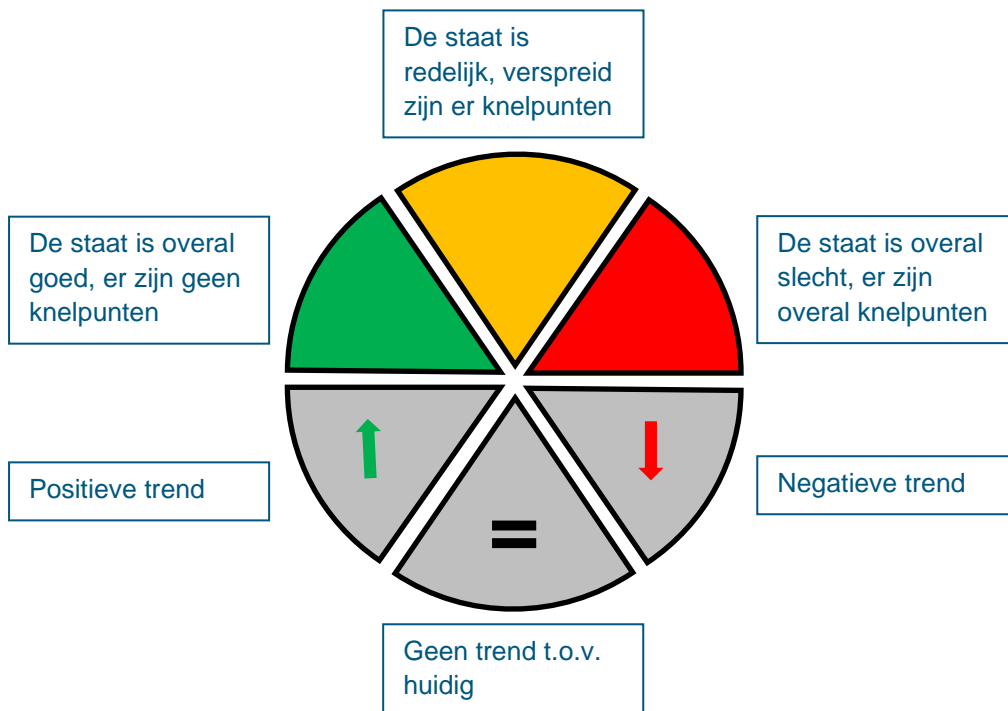 De staat is
redelijk, verspreid
zijn er knelpunten
De staat is overal
goed, er zijn geen
knelpunten
De staat is overal
slecht, er zijn
overal knelpunten
Positieve trend
=
Negatieve trend
Geen trend t.o.v.
huidig